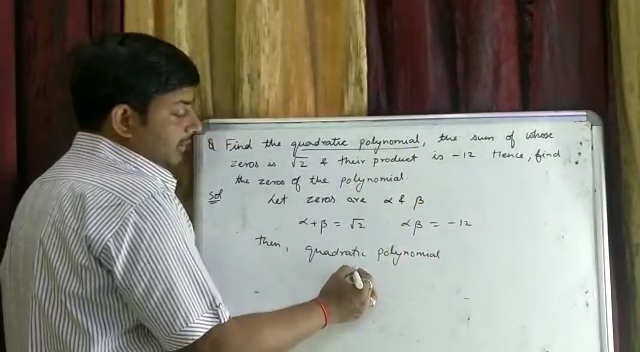 Q Find the quadratic polynomial, the sum of whose
zeros is √2 & their product is -12. Hence, find
the zeros of the polynomial.
Sol Let zeros are α & β
α+β = √2 αβ = -12
Then, quadratic polynomial